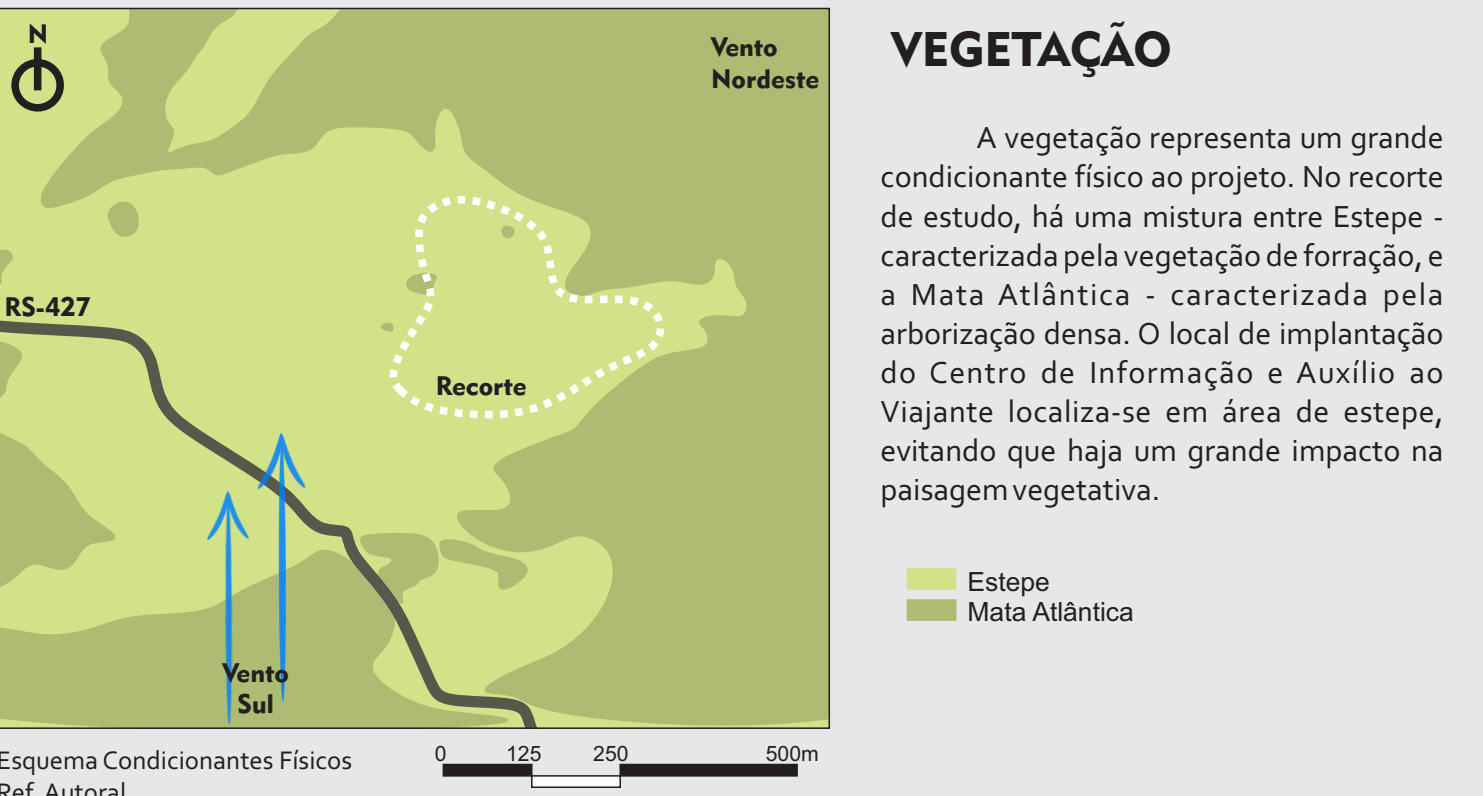 N
Vento
Nordeste
RS-427
Recorte
Vento
Sul
Esquema Condicionantes Físicos
Ref. Autoral
0 125 250 500m
VEGETAÇÃO
A vegetação representa um grande
condicionante físico ao projeto. No recorte
de estudo, há uma mistura entre Estepe -
caracterizada pela vegetação de forração, e
a Mata Atlântica - caracterizada pela
arborização densa. O local de implantação
do Centro de Informação e Auxílio ao
Viajante localiza-se em área de estepe,
evitando que haja um grande impacto na
paisagem vegetativa.
Estepe
Mata Atlântica